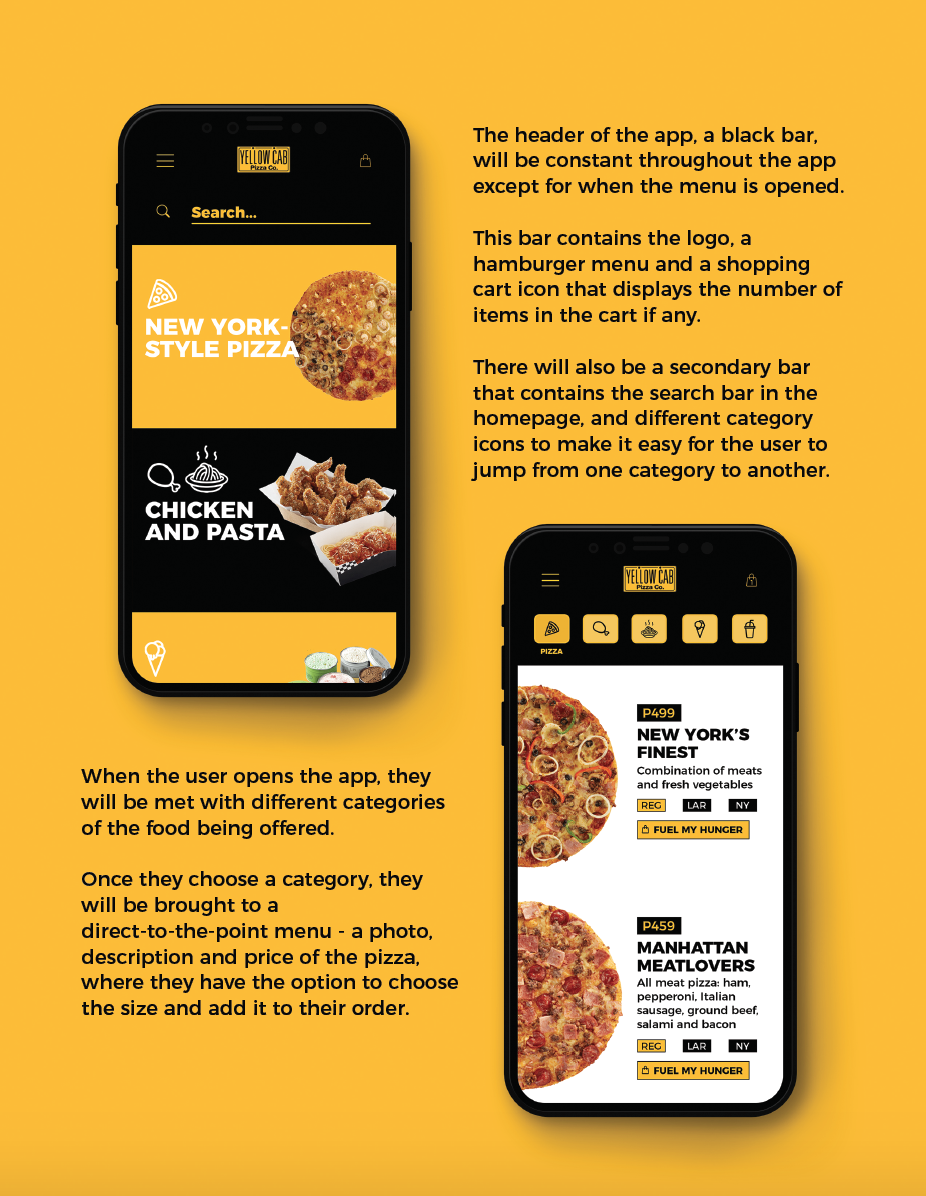 YELLOW CAB
Pizza Co.
Search...
NEW YORK-
STYLE PIZZA
CHICKEN
AND PASTA
The header of the app, a black bar,
will be constant throughout the app
except for when the menu is opened.
This bar contains the logo, a
hamburger menu and a shopping
cart icon that displays the number of
items in the cart if any.
There will also be a secondary bar
that contains the search bar in the
homepage, and different category
icons to make it easy for the user to
jump from one category to another.
When the user opens the app, they
will be met with different categories
of the food being offered.
Once they choose a category, they
will be brought to a
direct-to-the-point menu - a photo,
description and price of the pizza,
where they have the option to choose
the size and add it to their order.
YELLOW CAB
Pizza Co.
1
PIZZA
P499
NEW YORK'S
FINEST
Combination of meats
and fresh vegetables
REG LAR NY
FUEL MY HUNGER
P459
MANHATTAN
MEATLOVERS
All meat pizza: ham,
pepperoni, Italian
sausage, ground beef,
salami and bacon
REG LAR NY
FUEL MY HUNGER